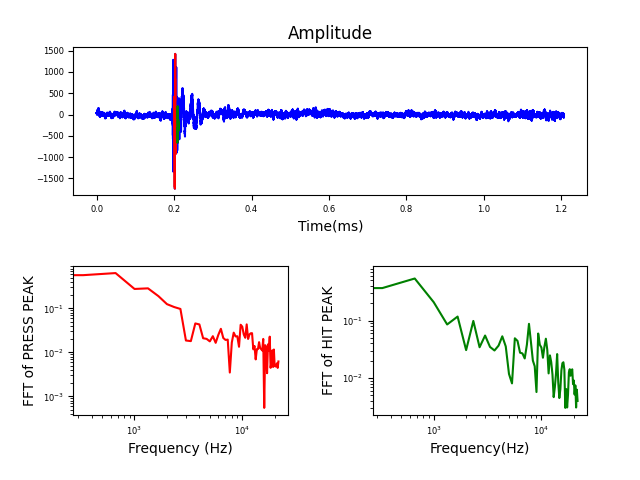 Amplitude
1500
1000
500
0
−500
−1000
−1500
0.0 0.2 0.4 0.6 0.8 1.0 1.2
Time(ms)
FFT of PRESS PEAK
10⁻¹
10⁻²
10⁻³
10³ 10⁴
Frequency (Hz)
FFT of HIT PEAK
10⁻¹
10⁻²
10³ 10⁴
Frequency(Hz)